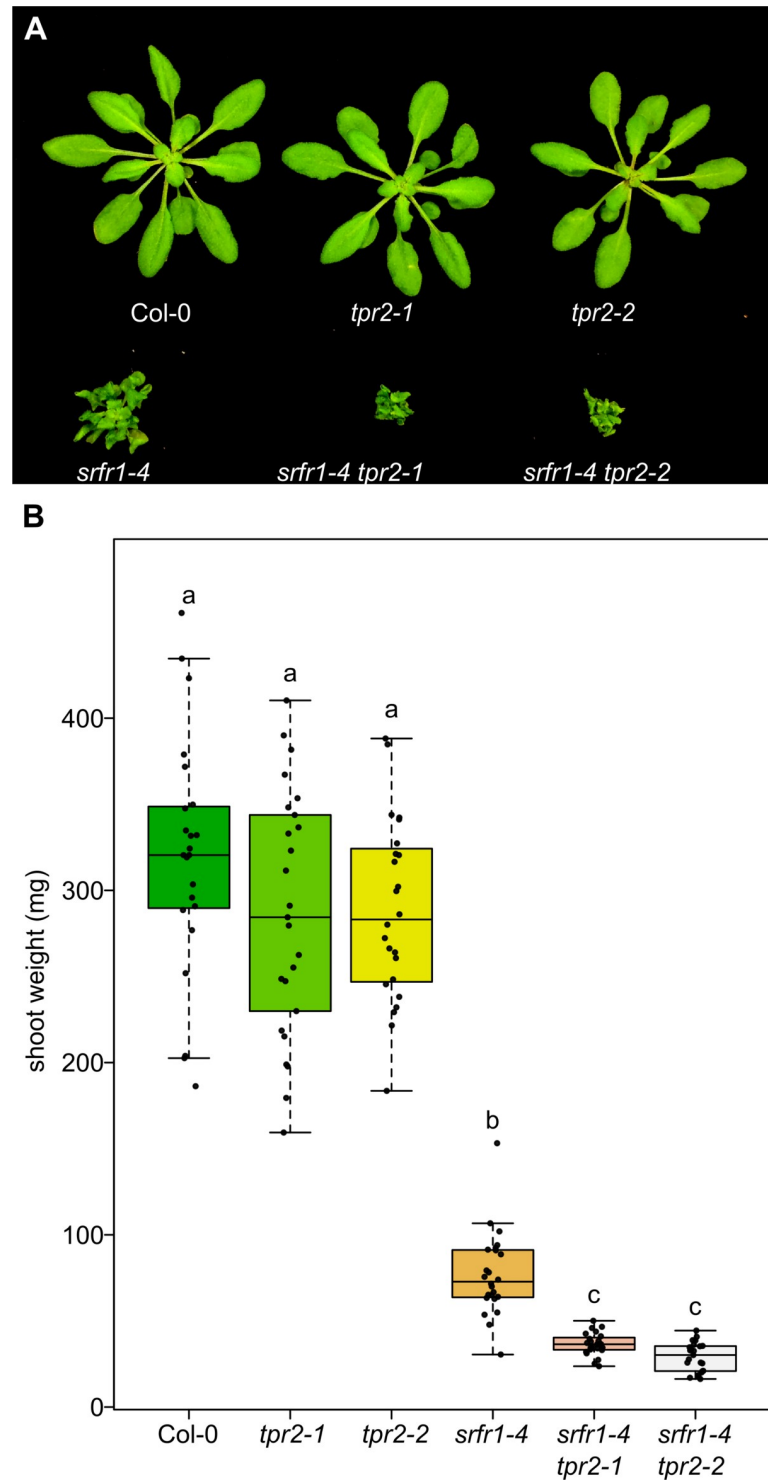 A
Col-0 tpr2-1 tpr2-2
srfr1-4 srfr1-4 tpr2-1 srfr1-4 tpr2-2
B
shoot weight (mg)
400
300
200
100
0
a
a
a
b
c
c
Col-0 tpr2-1 tpr2-2 srfr1-4 srfr1-4 srfr1-4
tpr2-1 tpr2-2